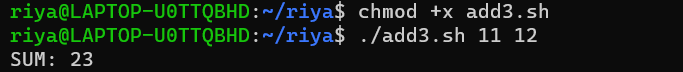 riya@LAPTOP-U0TTQBHD:~/riya$ chmod +x add3.sh
riya@LAPTOP-U0TTQBHD:~/riya$ ./add3.sh 11 12
SUM: 23